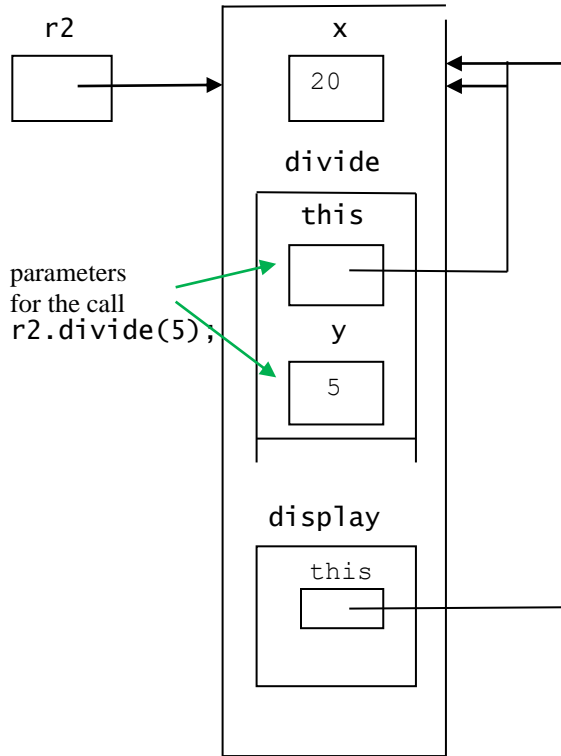 r2
x
20
divide
this
parameters
for the call
r2.divide(5);
y
5
display
this